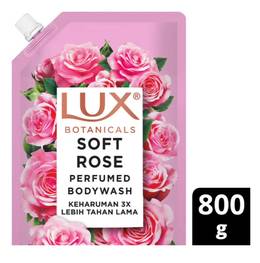 LUX®
BOTANICALS
SOFT
ROSE
PERFUMED
BODYWASH
KEHARUMAN 3X
LEBIH TAHAN LAMA
800
g